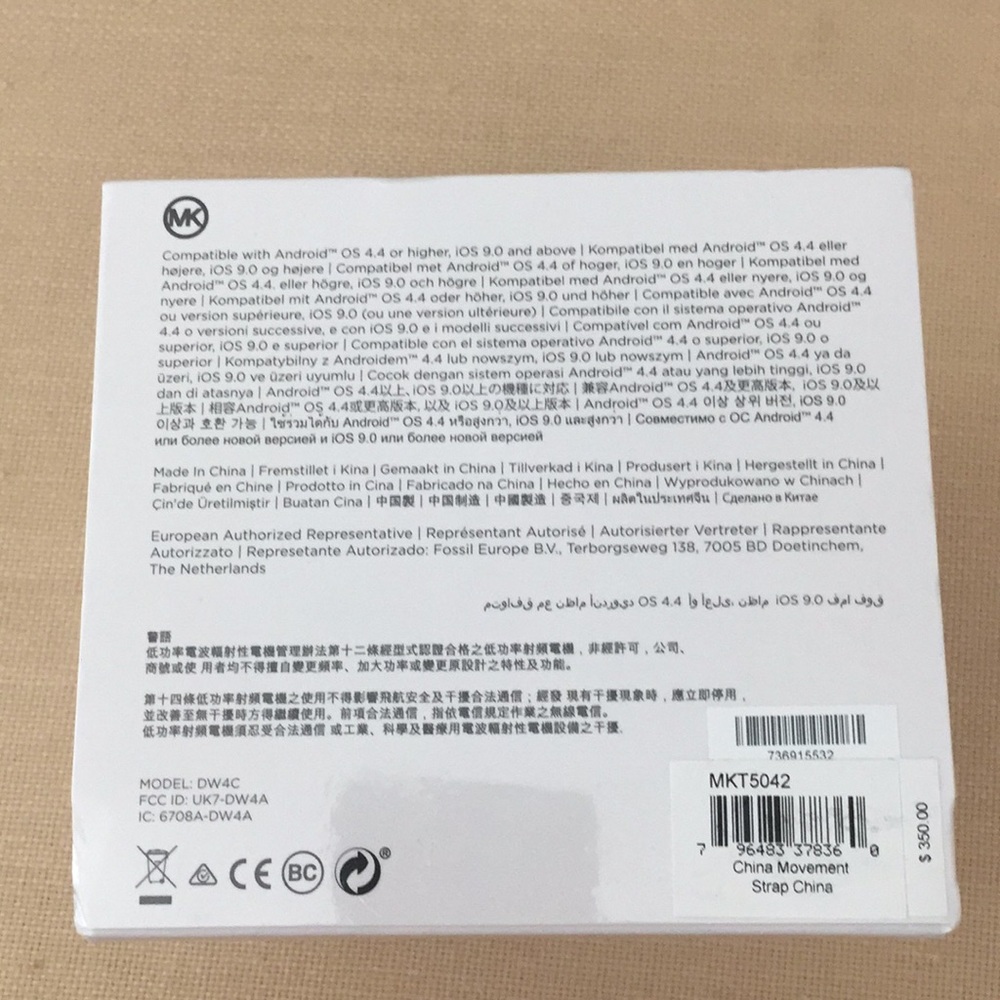 MK
Compatible with Android™ OS 4.4 or higher, iOS 9.0 and above | Kompatibel med Android™ OS 4.4 eller
højere, iOS 9.0 og højere | Compatibel met Android™ OS 4.4 of hoger, iOS 9.0 en hoger | Kompatibel med
Android™ OS 4.4. eller högre, iOS 9.0 och högre | Kompatibel med Android™ OS 4.4 eller nyere, iOS 9.0 og
nyere | Kompatibel mit Android™ OS 4.4 oder höher, iOS 9.0 und höher | Compatible avec Android™ OS 4.4
ou version supérieure, iOS 9.0 (ou une version ultérieure) | Compatibile con il sistema operativo Android™
4.4 o versioni successive, e con iOS 9.0 e i modelli successivi | Compatível com Android™ OS 4.4 ou
superior, iOS 9.0 e superior | Compatible con el sistema operativo Android™ 4.4 o superior, iOS 9.0 o
superior | Kompatybilny z Androidem™ 4.4 lub nowszym, iOS 9.0 lub nowszym | Android™ OS 4.4 ya da
üzeri, iOS 9.0 ve üzeri uyumlu | Cocok dengan sistem operasi Android™ 4.4 atau yang lebih tinggi, iOS 9.0
dan di atasnya | Android™ OS 4.4以上、iOS 9.0以上の機種に対応 | 兼容Android™ OS 4.4及更高版本, iOS 9.0及以
上版本 | 相容Android™ OS 4.4或更高版本, 以及 iOS 9.0及以上版本 | Android™ OS 4.4 이상 상위 버전, iOS 9.0
이상과 호환 가능 | ใช้ร่วมได้กับ Android™ OS 4.4 หรือสูงกว่า, iOS 9.0 และสูงกว่า | Совместимо с ОС Android™ 4.4
или более новой версией и iOS 9.0 или более новой версией
Made In China | Fremstillet i Kina | Gemaakt in China | Tillverkad i Kina | Produsert i Kina | Hergestellt in China |
Fabriqué en Chine | Prodotto in Cina | Fabricado na China | Hecho en China | Wyprodukowano w Chinach |
Çin'de Üretilmiştir | Buatan Cina | 中国製 | 中国制造 | 中國製造 | 중국제 | ผลิตในประเทศจีน | Сделано в Китае
European Authorized Representative | Représentant Autorisé | Autorisierter Vertreter | Rappresentante
Autorizzato | Represetante Autorizado: Fossil Europe B.V., Terborgseweg 138, 7005 BD Doetinchem,
The Netherlands
متوافق مع نظام أندرويد OS 4.4 أو أعلى، نظام iOS 9.0 فما فوق
警語
低功率電波輻射性電機管理辦法第十二條經型式認證合格之低功率射頻電機，非經許可，公司、
商號或使 用者均不得擅自變更頻率、加大功率或變更原設計之特性及功能。
第十四條低功率射頻電機之使用不得影響飛航安全及干擾合法通信；經發 現有干擾現象時，應立即停用，
並改善至無干擾時方得繼續使用。前項合法通信，指依電信規定作業之無線電信。
低功率射頻電機須忍受合法通信 或工業、科學及醫療用電波輻射性電機設備之干擾.
736915532
MODEL: DW4C
FCC ID: UK7-DW4A
IC: 6708A-DW4A
MKT5042
7 96483 37836 0
China Movement
Strap China
$ 350.00
CE BC ®